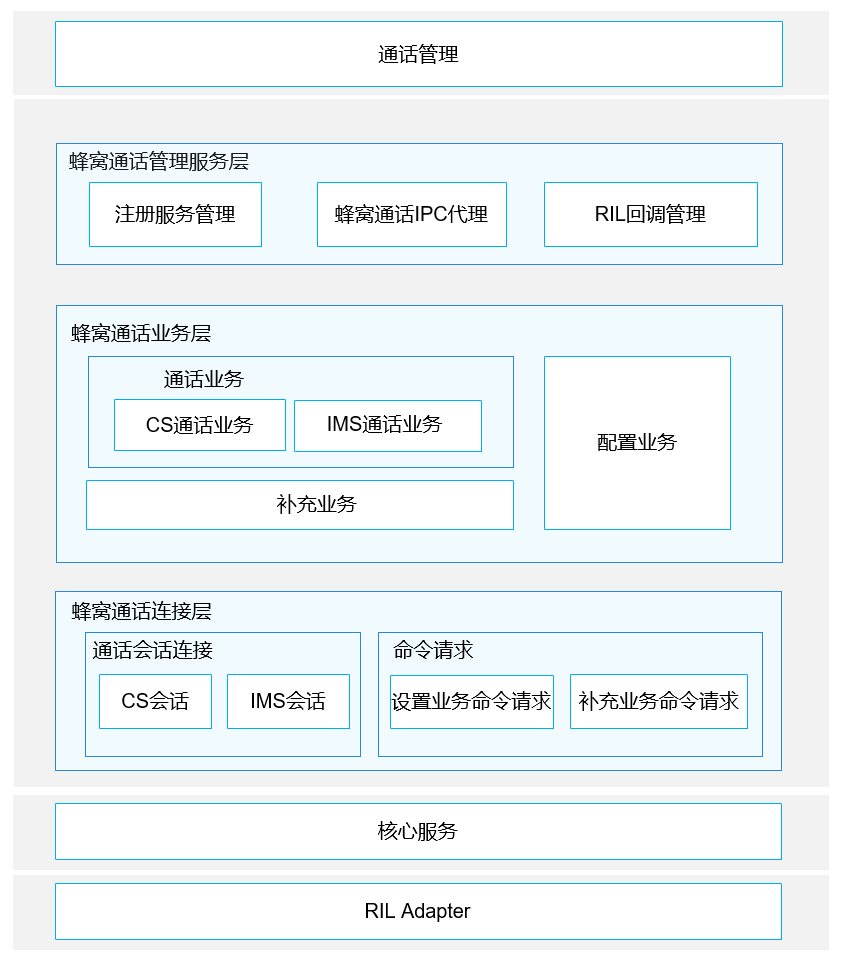 通话管理
蜂窝通话管理服务层
注册服务管理
蜂窝通话IPC代理
RIL回调管理
蜂窝通话业务层
通话业务
CS通话业务
IMS通话业务
配置业务
补充业务
蜂窝通话连接层
通话会话连接
CS会话
IMS会话
命令请求
设置业务命令请求
补充业务命令请求
核心服务
RIL Adapter